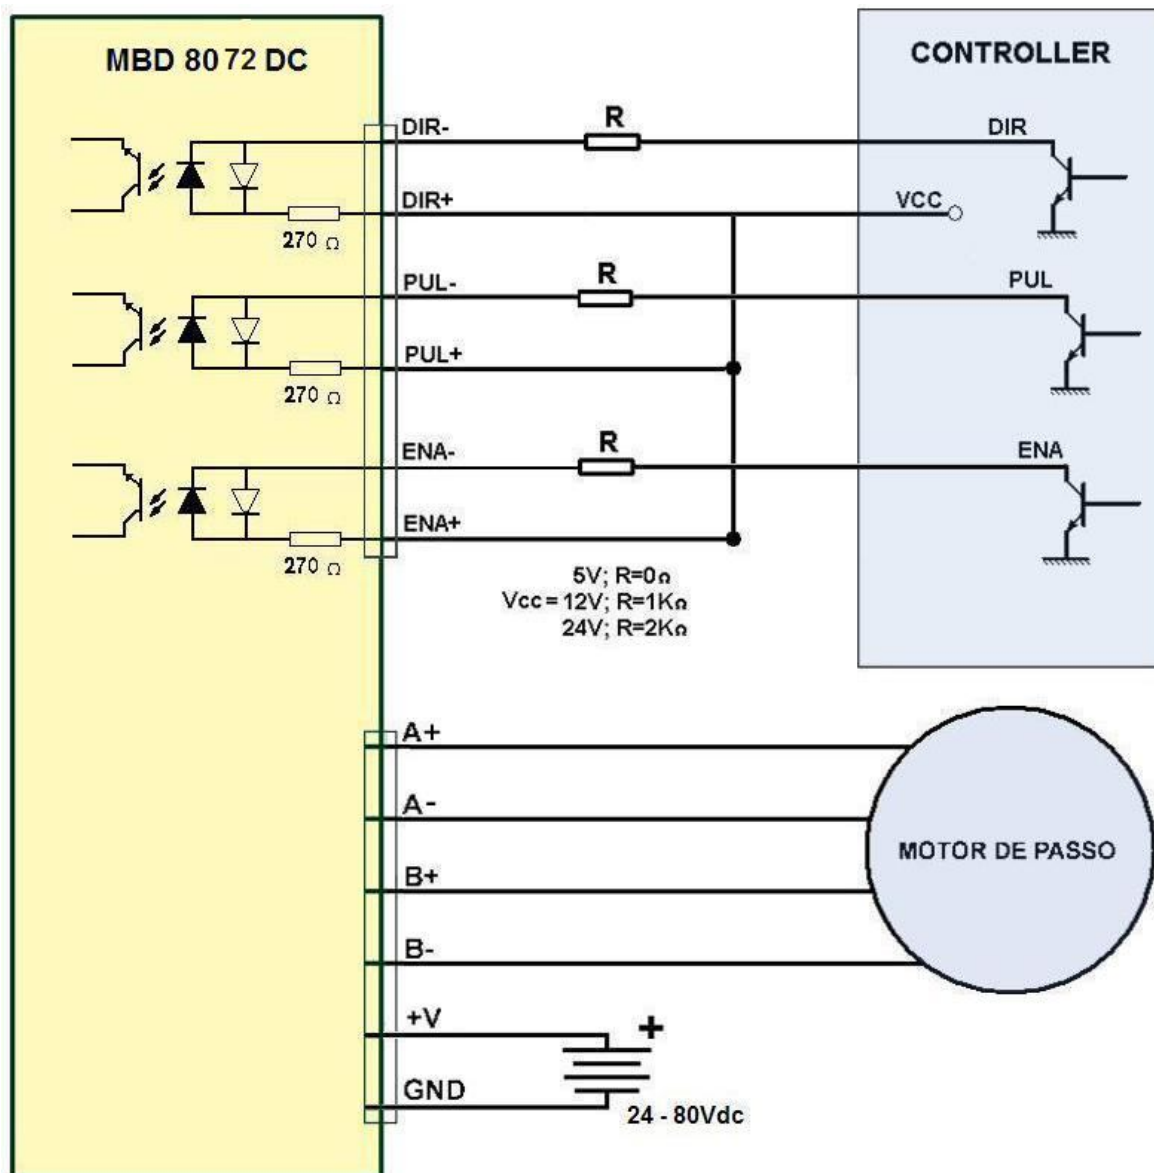 MBD 8072 DC
CONTROLLER
DIR-
R
DIR
DIR+
VCC
270 Ω
PUL-
R
PUL
PUL+
270 Ω
ENA-
R
ENA
ENA+
270 Ω
5V; R=0Ω
Vcc = 12V; R=1KΩ
24V; R=2KΩ
A+
A-
MOTOR DE PASSO
B+
B-
+V
+
GND
24 - 80Vdc